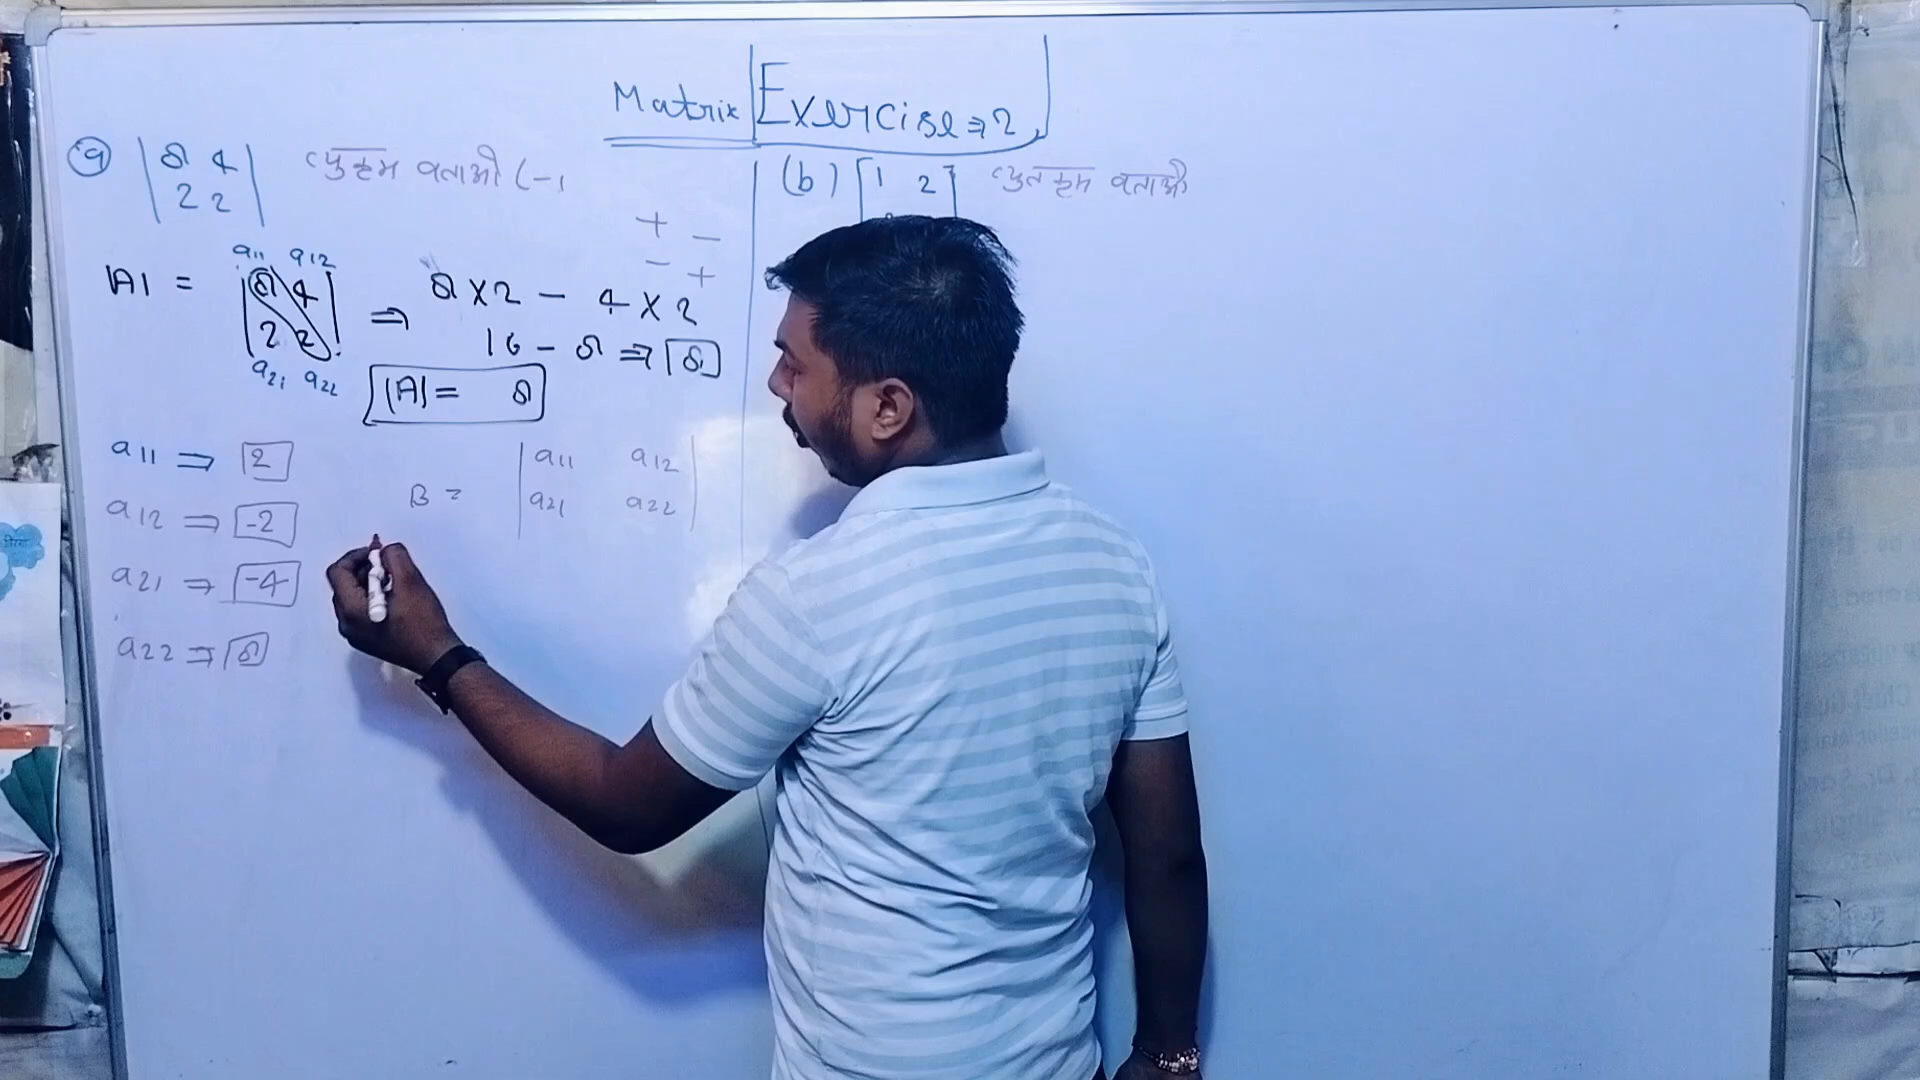 Matrix Exercise ⇒ 2
(a) | 8 4 |
| 2 2 |
व्युत्क्रम बताओ (-1
(b) [ 1 2 ] व्युत्क्रम बताओ
+ -
- +
a11 a12
|A| = | 8 4 | ⇒ 8 x 2 - 4 x 2
| 2 2 | 16 - 8 ⇒ 8
a21 a22
|A| = 8
a11 ⇒ 2
a12 ⇒ -2
a21 ⇒ -4
a22 ⇒ 8
B = | a11 a12 |
| a21 a22 |